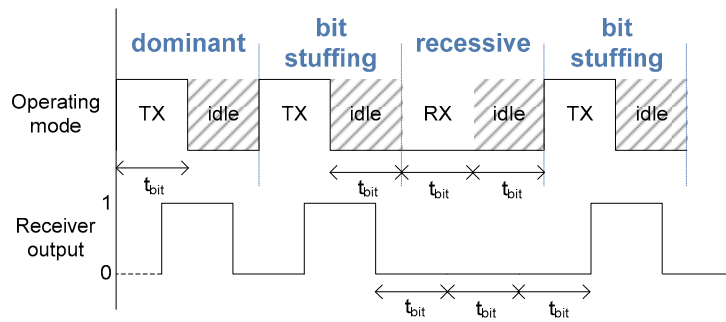 dominant bit stuffing recessive bit stuffing
Operating mode
TX idle TX idle RX idle TX idle
tbit tbit tbit tbit
1
Receiver output
0
tbit tbit tbit